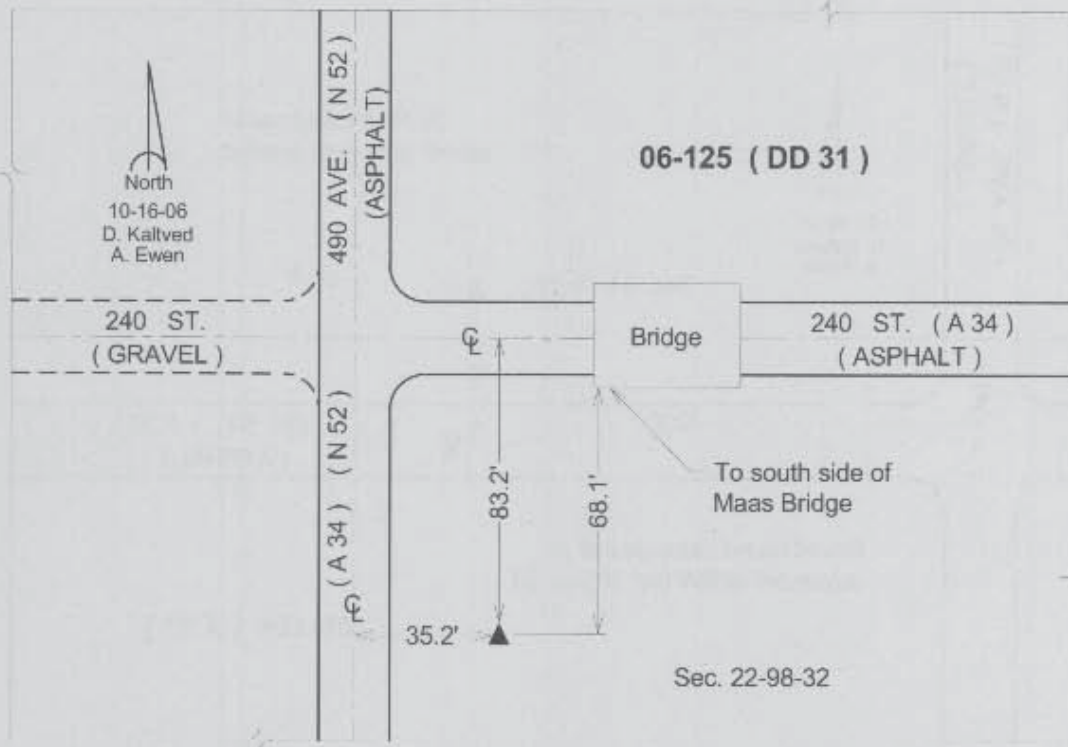 490 AVE. ( N 52 )
(ASPHALT)
06-125 ( DD 31 )
North
10-16-06
D. Kaltved
A. Ewen
240 ST.
( GRAVEL )
℄
Bridge
240 ST. ( A 34 )
( ASPHALT )
( A 34 ) ( N 52 )
83.2'
68.1'
To south side of
Maas Bridge
℄
35.2'
Sec. 22-98-32